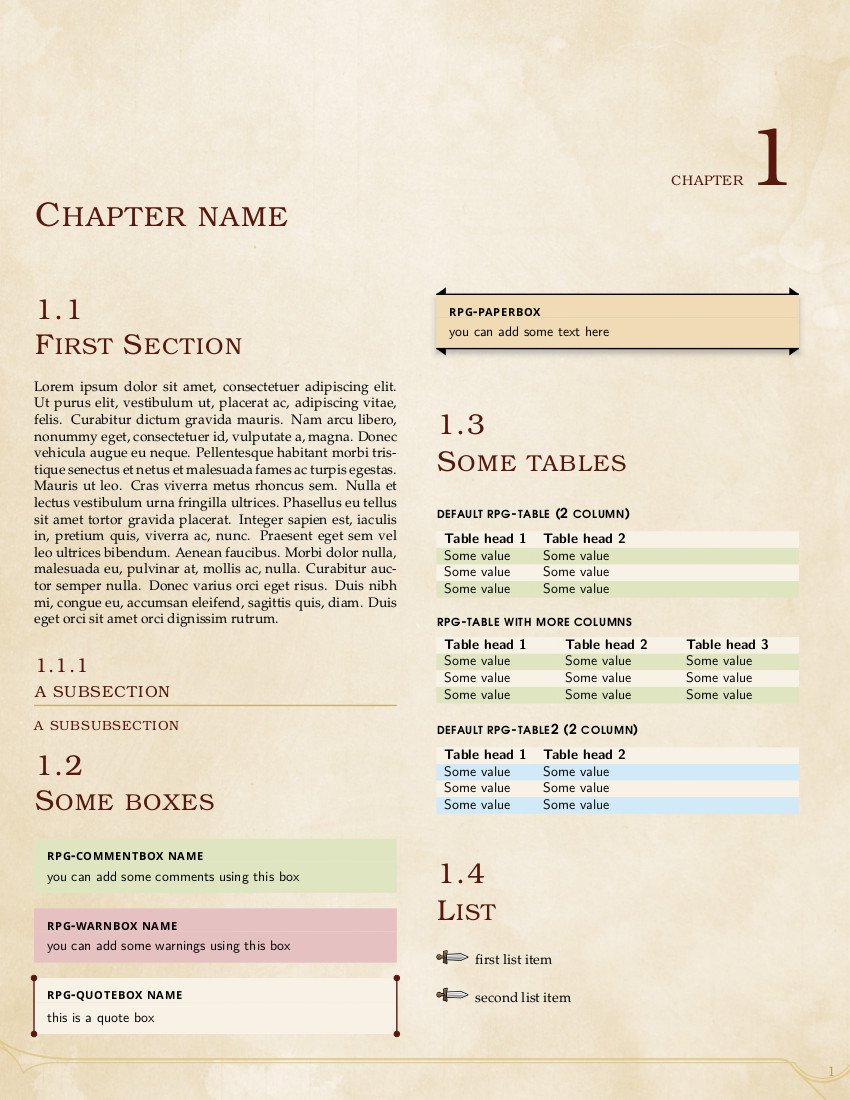 CHAPTER 1
CHAPTER NAME
1.1
FIRST SECTION
Lorem ipsum dolor sit amet, consectetuer adipiscing elit.
Ut purus elit, vestibulum ut, placerat ac, adipiscing vitae,
felis. Curabitur dictum gravida mauris. Nam arcu libero,
nonummy eget, consectetuer id, vulputate a, magna. Donec
vehicula augue eu neque. Pellentesque habitant morbi tris-
tique senectus et netus et malesuada fames ac turpis egestas.
Mauris ut leo. Cras viverra metus rhoncus sem. Nulla et
lectus vestibulum urna fringilla ultrices. Phasellus eu tellus
sit amet tortor gravida placerat. Integer sapien est, iaculis
in, pretium quis, viverra ac, nunc. Praesent eget sem vel
leo ultrices bibendum. Aenean faucibus. Morbi dolor nulla,
malesuada eu, pulvinar at, mollis ac, nulla. Curabitur auc-
tor semper nulla. Donec varius orci eget risus. Duis nibh
mi, congue eu, accumsan eleifend, sagittis quis, diam. Duis
eget orci sit amet orci dignissim rutrum.
1.1.1
A SUBSECTION
A SUBSUBSECTION
1.2
SOME BOXES
RPG-COMMENTBOX NAME
you can add some comments using this box
RPG-WARNBOX NAME
you can add some warnings using this box
RPG-QUOTEBOX NAME
this is a quote box
RPG-PAPERBOX
you can add some text here
1.3
SOME TABLES
DEFAULT RPG-TABLE (2 COLUMN)
Table head 1 Table head 2
Some value Some value
Some value Some value
Some value Some value
RPG-TABLE WITH MORE COLUMNS
Table head 1 Table head 2 Table head 3
Some value Some value Some value
Some value Some value Some value
Some value Some value Some value
DEFAULT RPG-TABLE2 (2 COLUMN)
Table head 1 Table head 2
Some value Some value
Some value Some value
Some value Some value
1.4
LIST
first list item
second list item
1